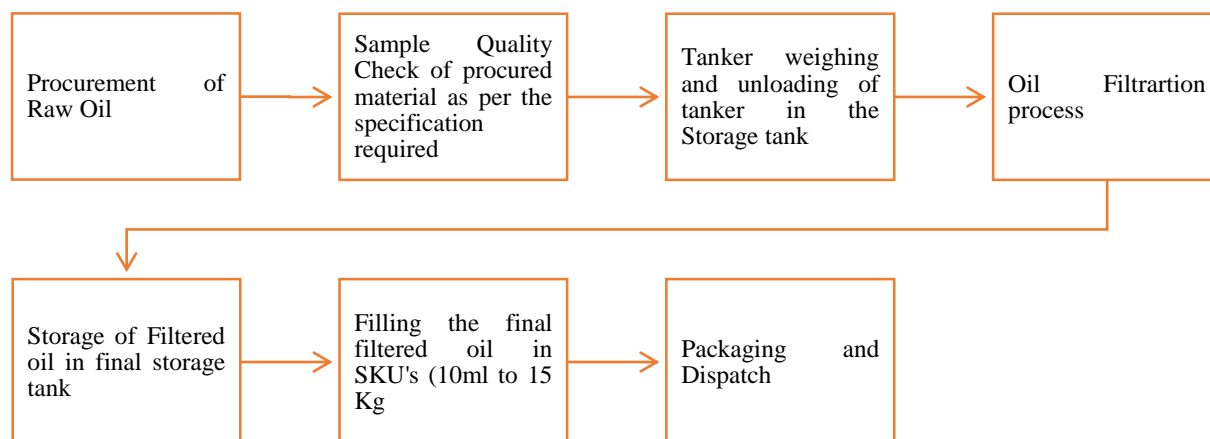 Procurement of
Raw Oil
Sample Quality
Check of procured
material as per the
specification
required
Tanker weighing
and unloading of
tanker in the
Storage tank
Oil Filtrartion
process
Storage of Filtered
oil in final storage
tank
Filling the final
filtered oil in
SKU's (10ml to 15
Kg
Packaging and
Dispatch